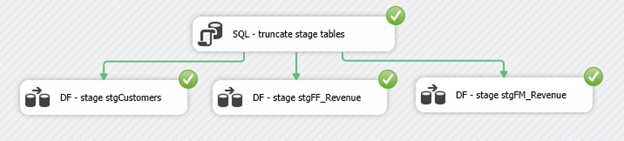 SQL - truncate stage tables
DF - stage stgCustomers
DF - stage stgFF_Revenue
DF - stage stgFM_Revenue